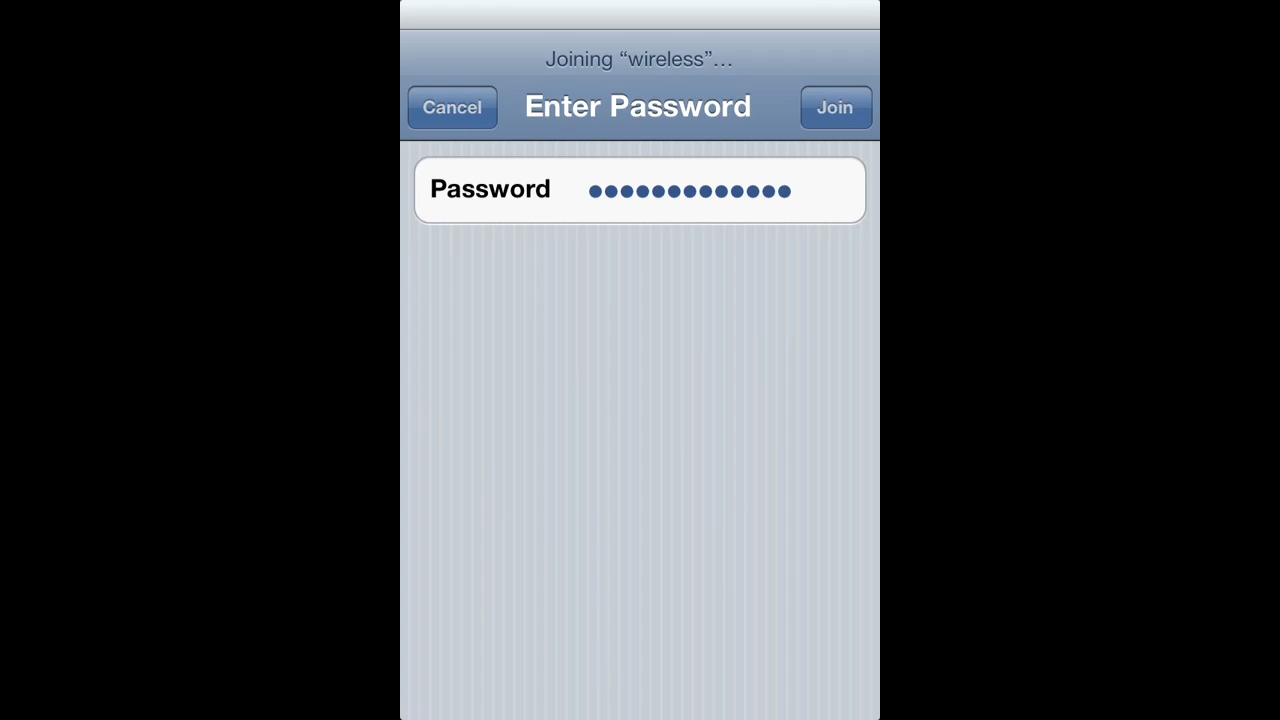 Joining “wireless”…
Cancel
Enter Password
Join
Password ●●●●●●●●●●●●●